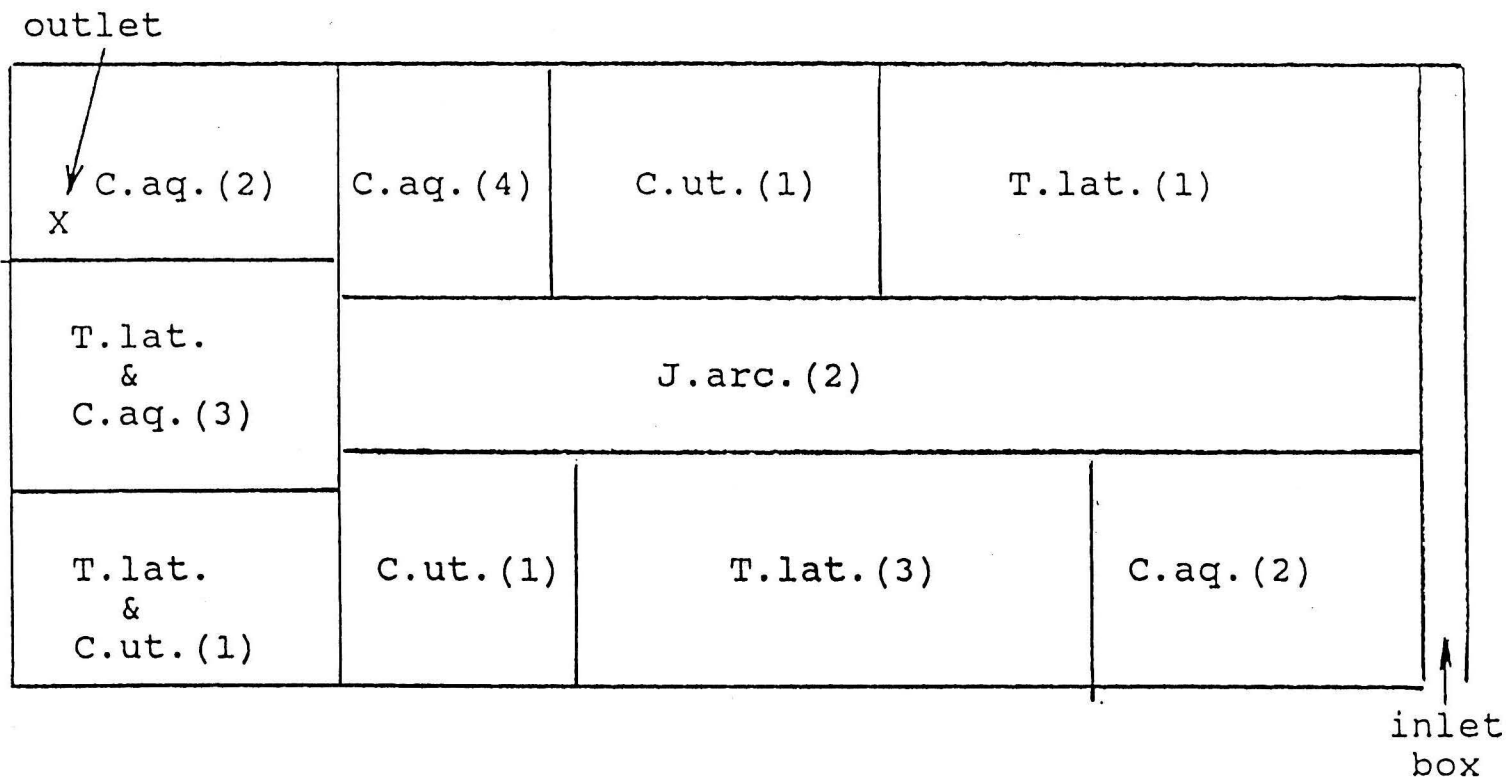 outlet
C.aq.(2) C.aq.(4) C.ut.(1) T.lat.(1)
X
T.lat.
&
C.aq.(3)
J.arc.(2)
T.lat.
&
C.ut.(1)
C.ut.(1) T.lat.(3) C.aq.(2)
inlet
box